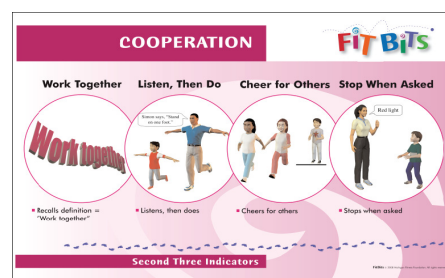 COOPERATION
FiT BiTS
Work Together
Listen, Then Do
Cheer for Others
Stop When Asked
Work together
Simon says, "Stand
on one foot."
Red light
▪ Recalls definition =
"Work together"
▪ Listens, then does
▪ Cheers for others
▪ Stops when asked
Second Three Indicators